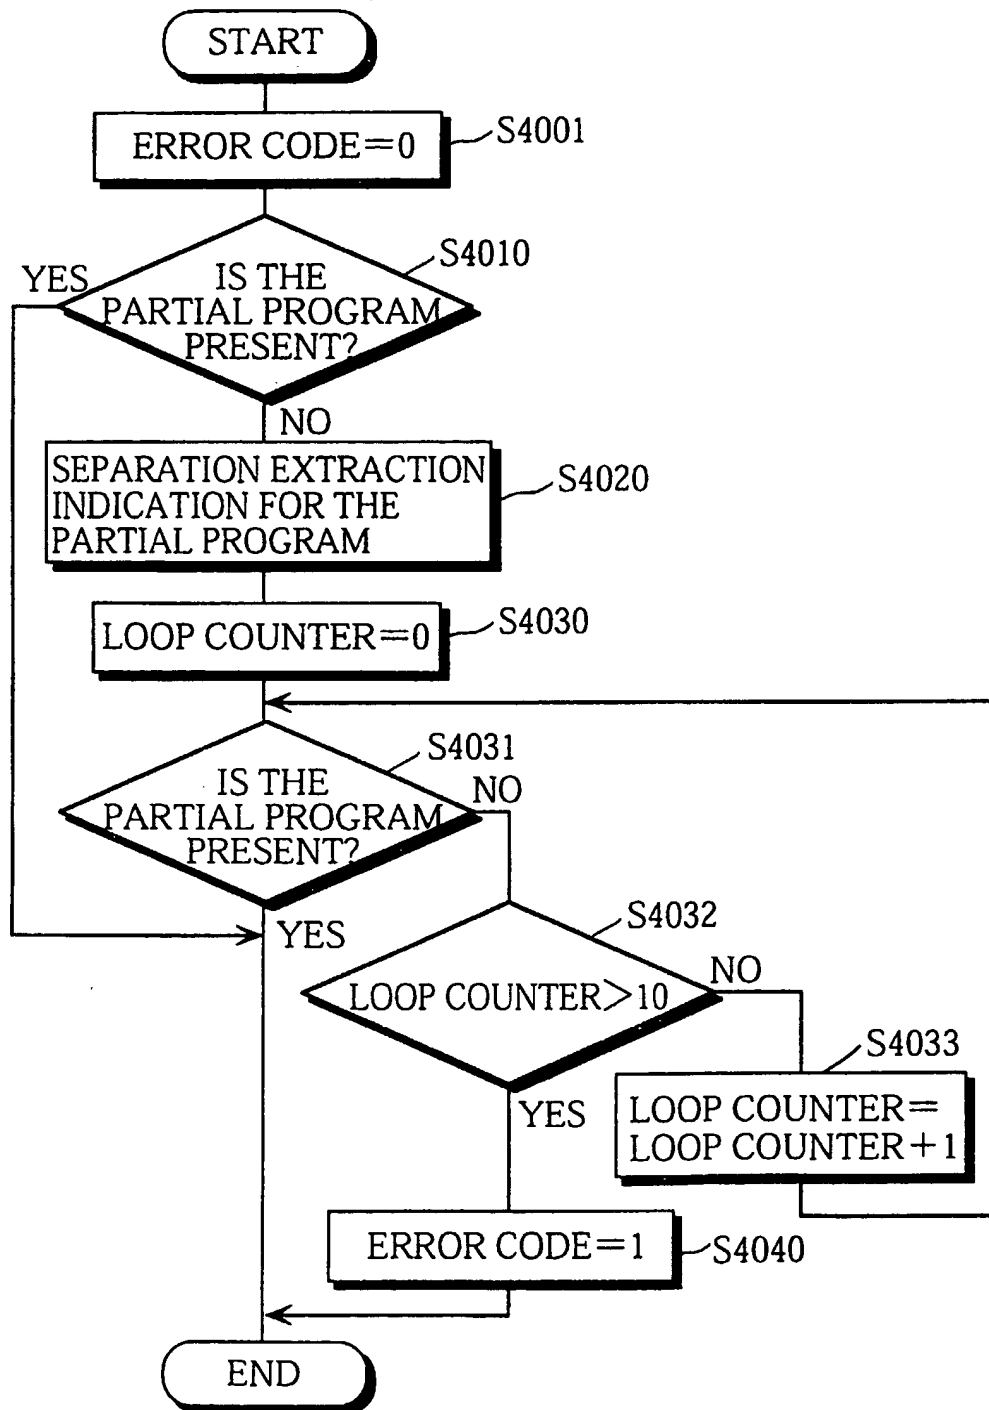 START
ERROR CODE=0
S4001
S4010
YES
IS THE
PARTIAL PROGRAM
PRESENT?
NO
SEPARATION EXTRACTION
INDICATION FOR THE
PARTIAL PROGRAM
S4020
LOOP COUNTER=0
S4030
S4031
IS THE
PARTIAL PROGRAM
PRESENT?
NO
YES
S4032
LOOP COUNTER>10
NO
YES
S4033
LOOP COUNTER=
LOOP COUNTER+1
ERROR CODE=1
S4040
END